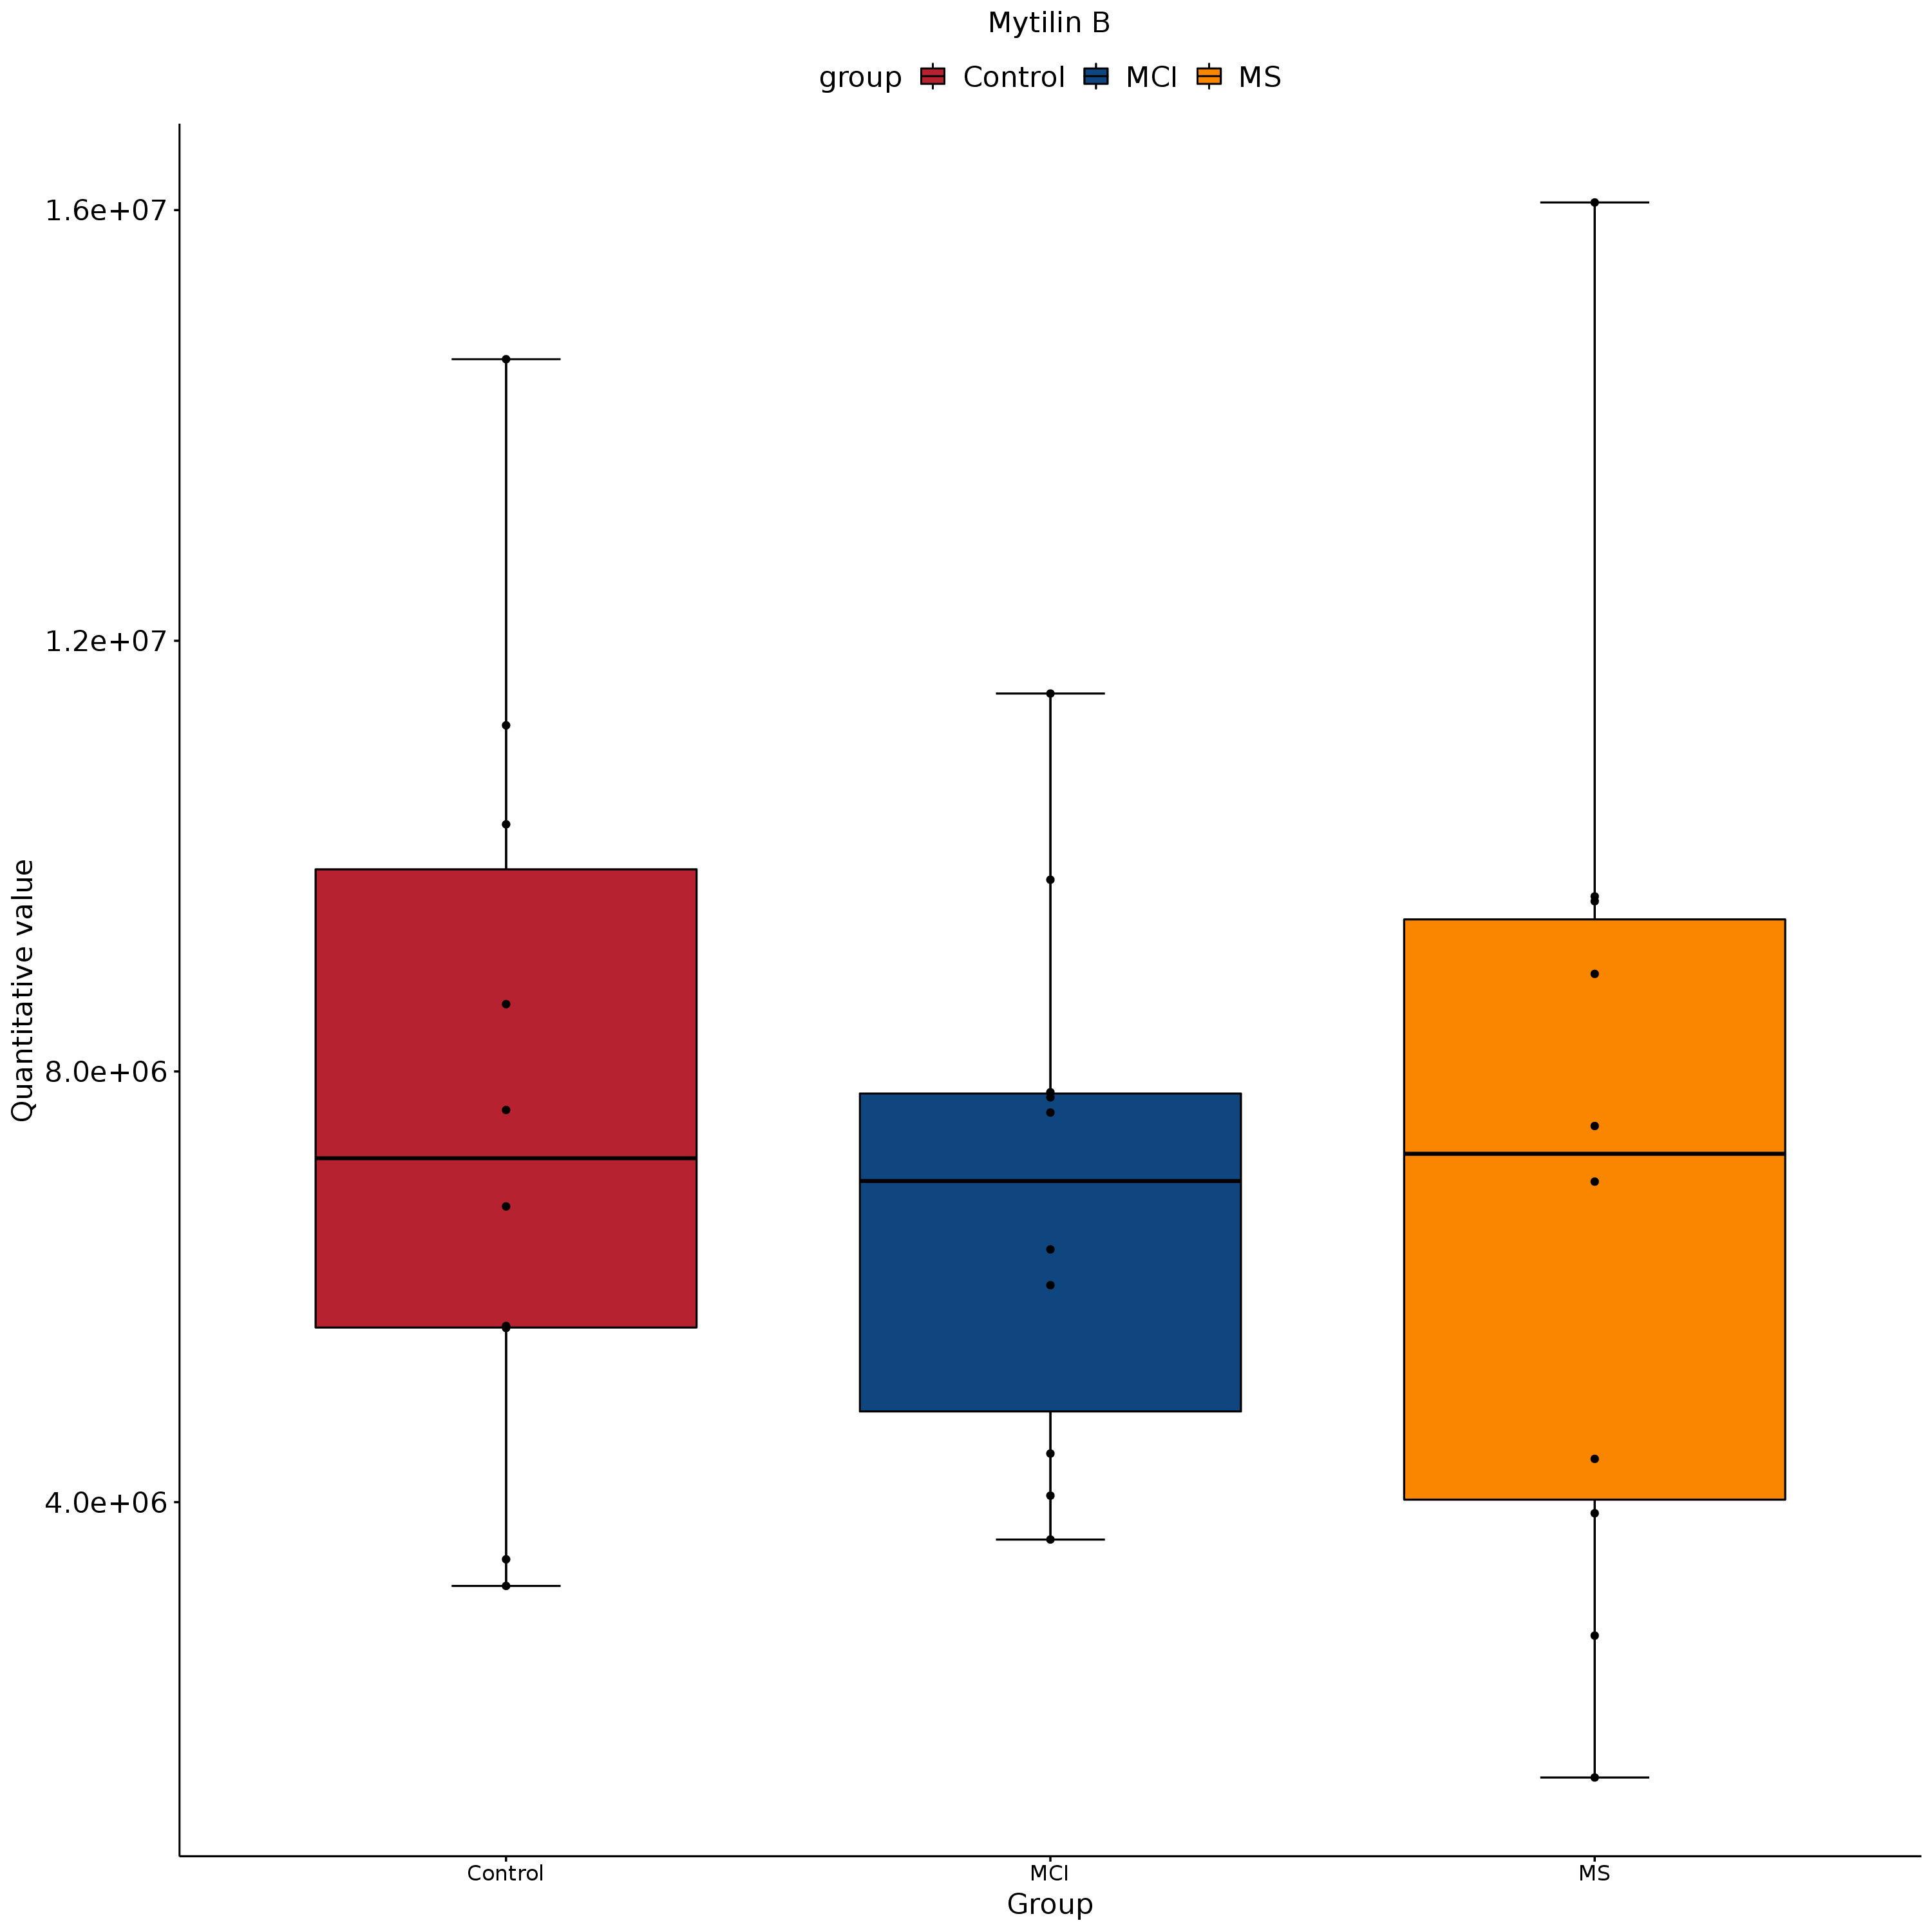 Mytilin B
group Control MCI MS
1.6e+07
1.2e+07
8.0e+06
4.0e+06
Quantitative value
Control MCI MS
Group